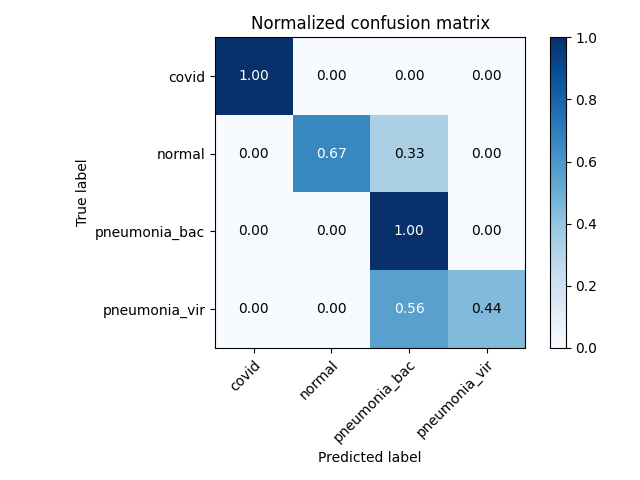 Normalized confusion matrix
True label
covid
1.00 0.00 0.00 0.00
normal
0.00 0.67 0.33 0.00
pneumonia_bac
0.00 0.00 1.00 0.00
pneumonia_vir
0.00 0.00 0.56 0.44
covid
normal
pneumonia_bac
pneumonia_vir
Predicted label
1.0
0.8
0.6
0.4
0.2
0.0